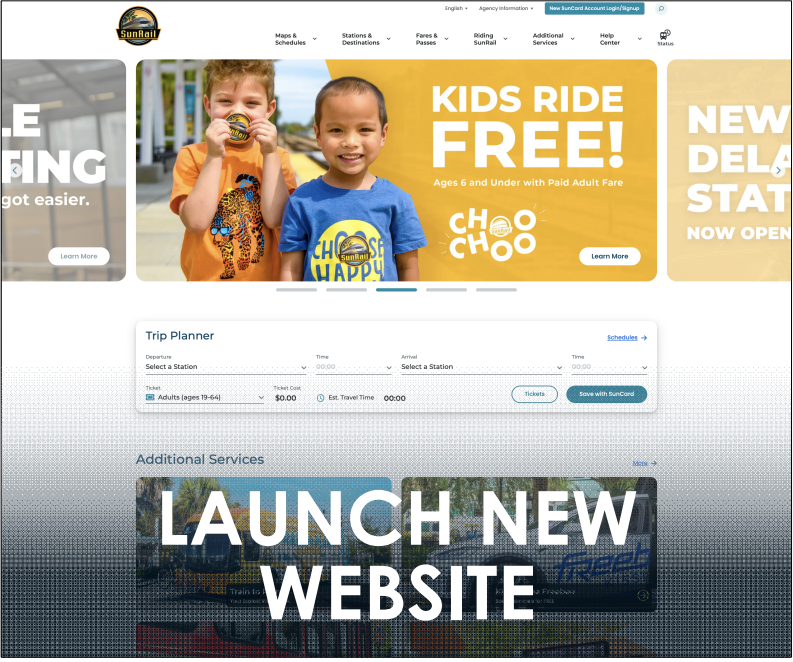 English
Agency Information
New SunCard Account Login/Signup
SunRail
Maps &
Schedules
Stations &
Destinations
Fares &
Passes
Riding
SunRail
Additional
Services
Help
Center
Status
LE
TING
got easier.
Learn More
SunRail
CHOOSE
SunRail
HAPPY
KIDS RIDE
FREE!
Ages 6 and Under with Paid Adult Fare
CHOO
CHOO
Learn More
NEW
DELA
STAT
NOW OPEN
Trip Planner
Schedules
Departure
Time
Arrival
Time
Select a Station
00:00
Select a Station
00:00
Ticket
Ticket Cost
Adults (ages 19-64)
$0.00
Est. Travel Time
00:00
Tickets
Save with SunCard
Additional Services
More
LAUNCH NEW
WEBSITE